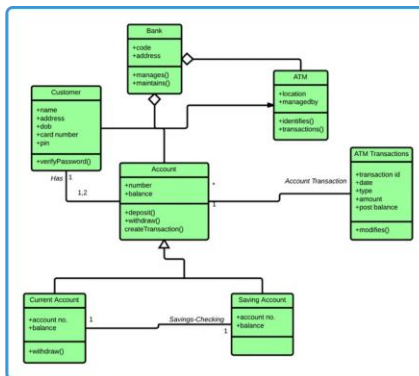 Bank
+code
+address
+manages()
+maintains()
ATM
+location
+managedby
+identifies()
+transactions()
Customer
+name
+address
+dob
+card number
+pin
+verifyPassword()
Has
1
1,2
Account
+number
+balance
+deposit()
+withdraw()
createTransaction()
*
1
Account Transaction
ATM Transactions
+transaction id
+date
+type
+amount
+post balance
+modifies()
Current Account
+account no.
+balance
+withdraw()
1
Savings-Checking
1
Saving Account
+account no.
+balance